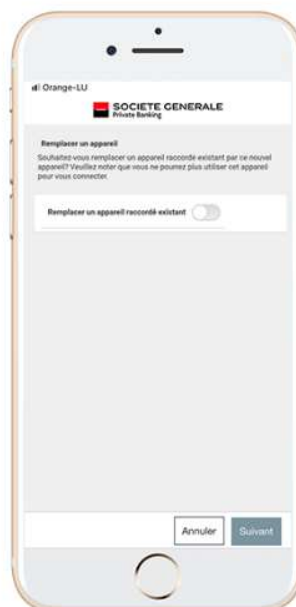 Orange-LU
SOCIETE GENERALE
Private Banking
Remplacer un appareil
Souhaitez-vous remplacer un appareil raccordé existant par ce nouvel
appareil? Veuillez noter que vous ne pourrez plus utiliser cet appareil
pour vous connecter.
Remplacer un appareil raccordé existant
Annuler
Suivant